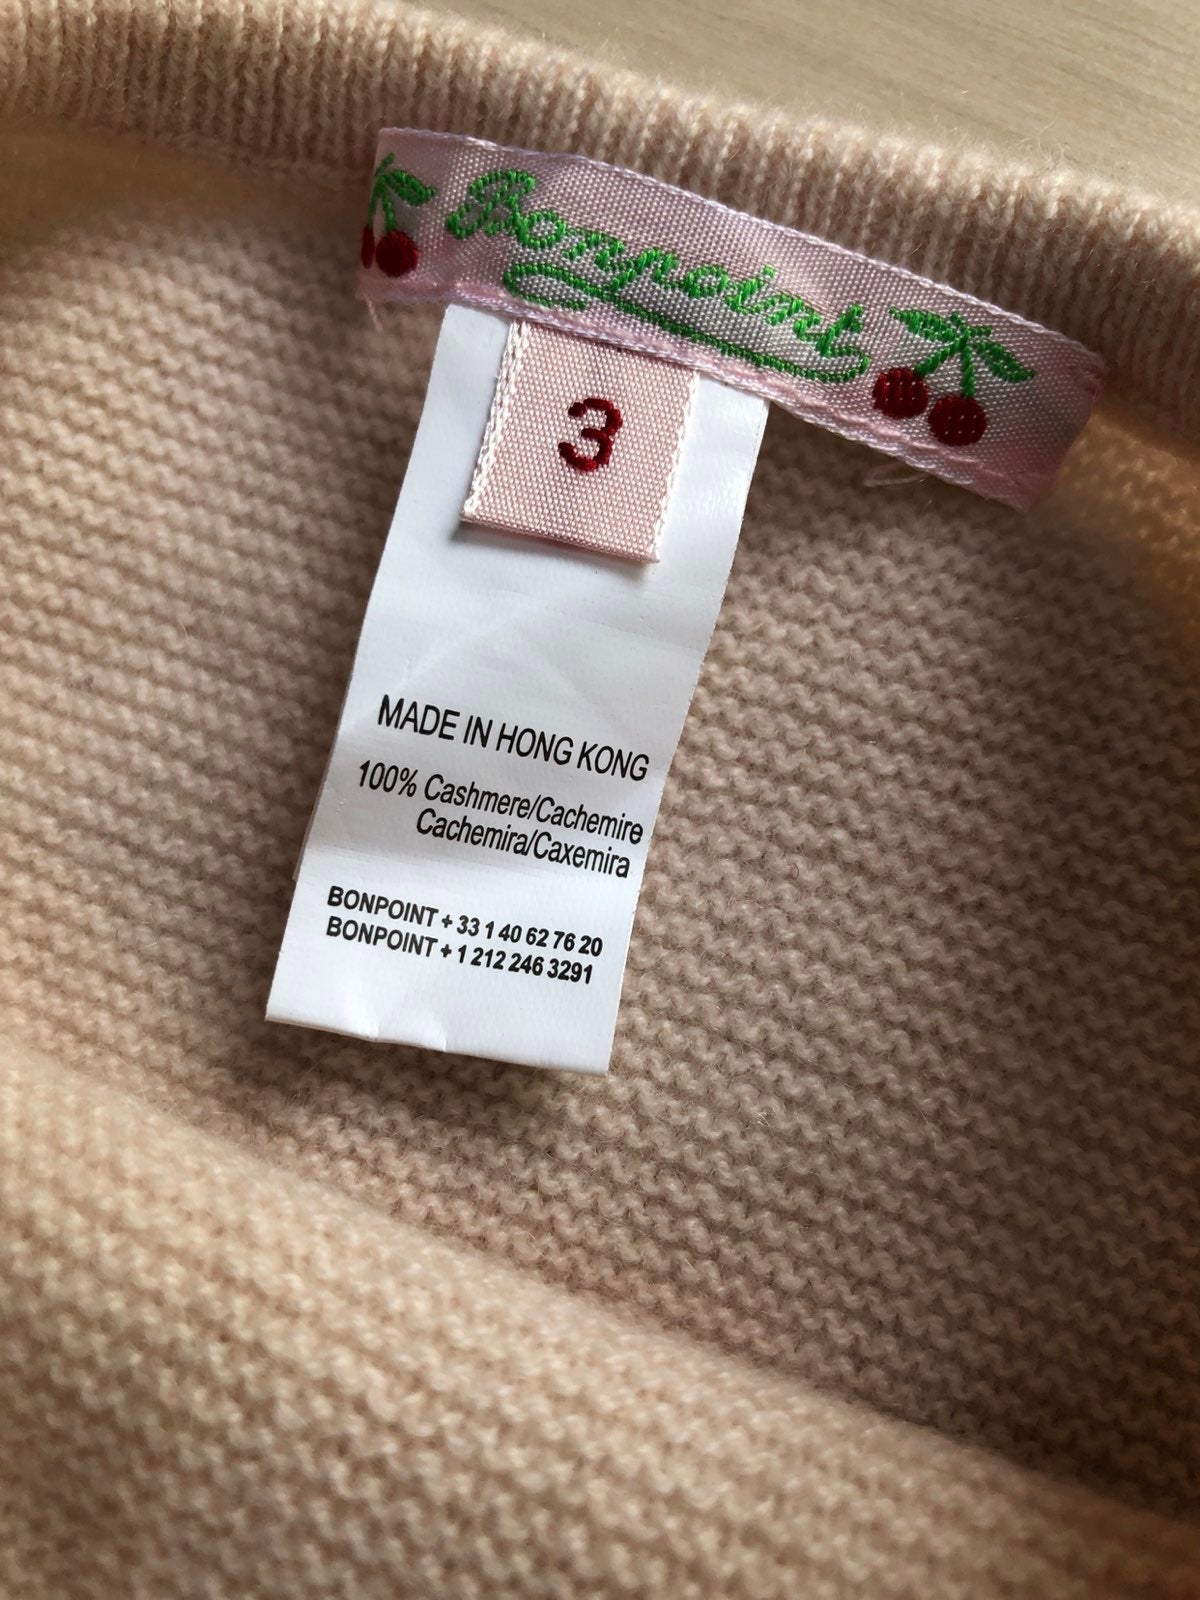 Bonpoint
3
MADE IN HONG KONG
100% Cashmere/Cachemire
Cachemira/Caxemira
BONPOINT + 33 1 40 62 76 20
BONPOINT + 1 212 246 3291